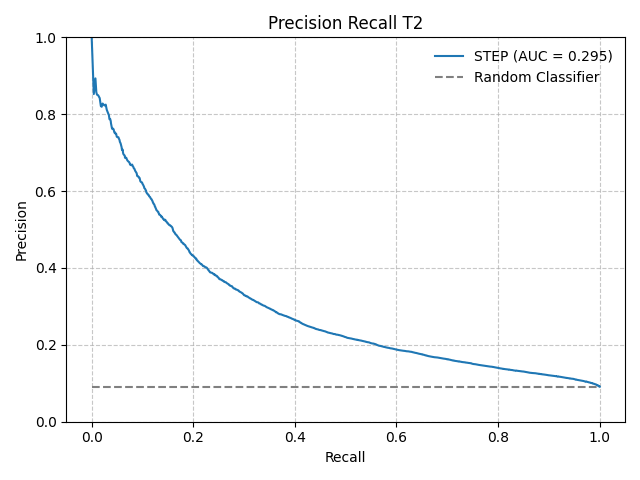 Precision Recall T2
STEP (AUC = 0.295)
Random Classifier
1.0
0.8
0.6
0.4
0.2
0.0
Precision
0.0 0.2 0.4 0.6 0.8 1.0
Recall